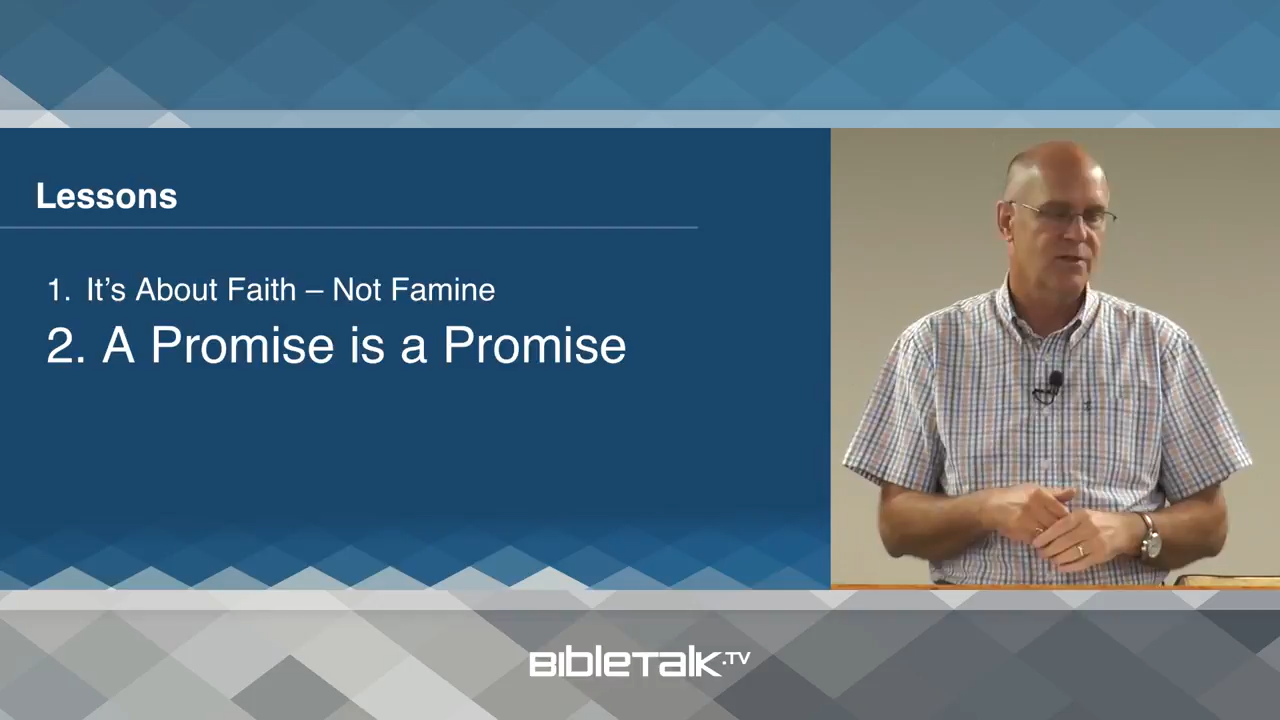 Lessons
1. It's About Faith – Not Famine
2. A Promise is a Promise
BibleTalk.TV